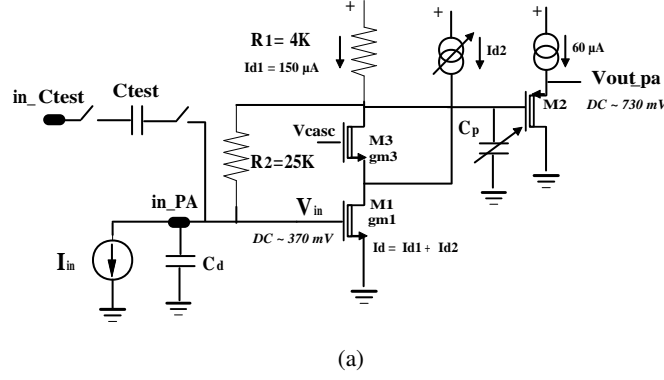 +
+
+
R1= 4K
Id1 = 150 µA
Id2
60 µA
Vout_pa
DC ~ 730 mV
M2
in_Ctest
Ctest
Vcasc
M3
gm3
Cp
R2=25K
in_PA
Vin
M1
gm1
DC ~ 370 mV
Id = Id1 + Id2
Iin
Cd
(a)